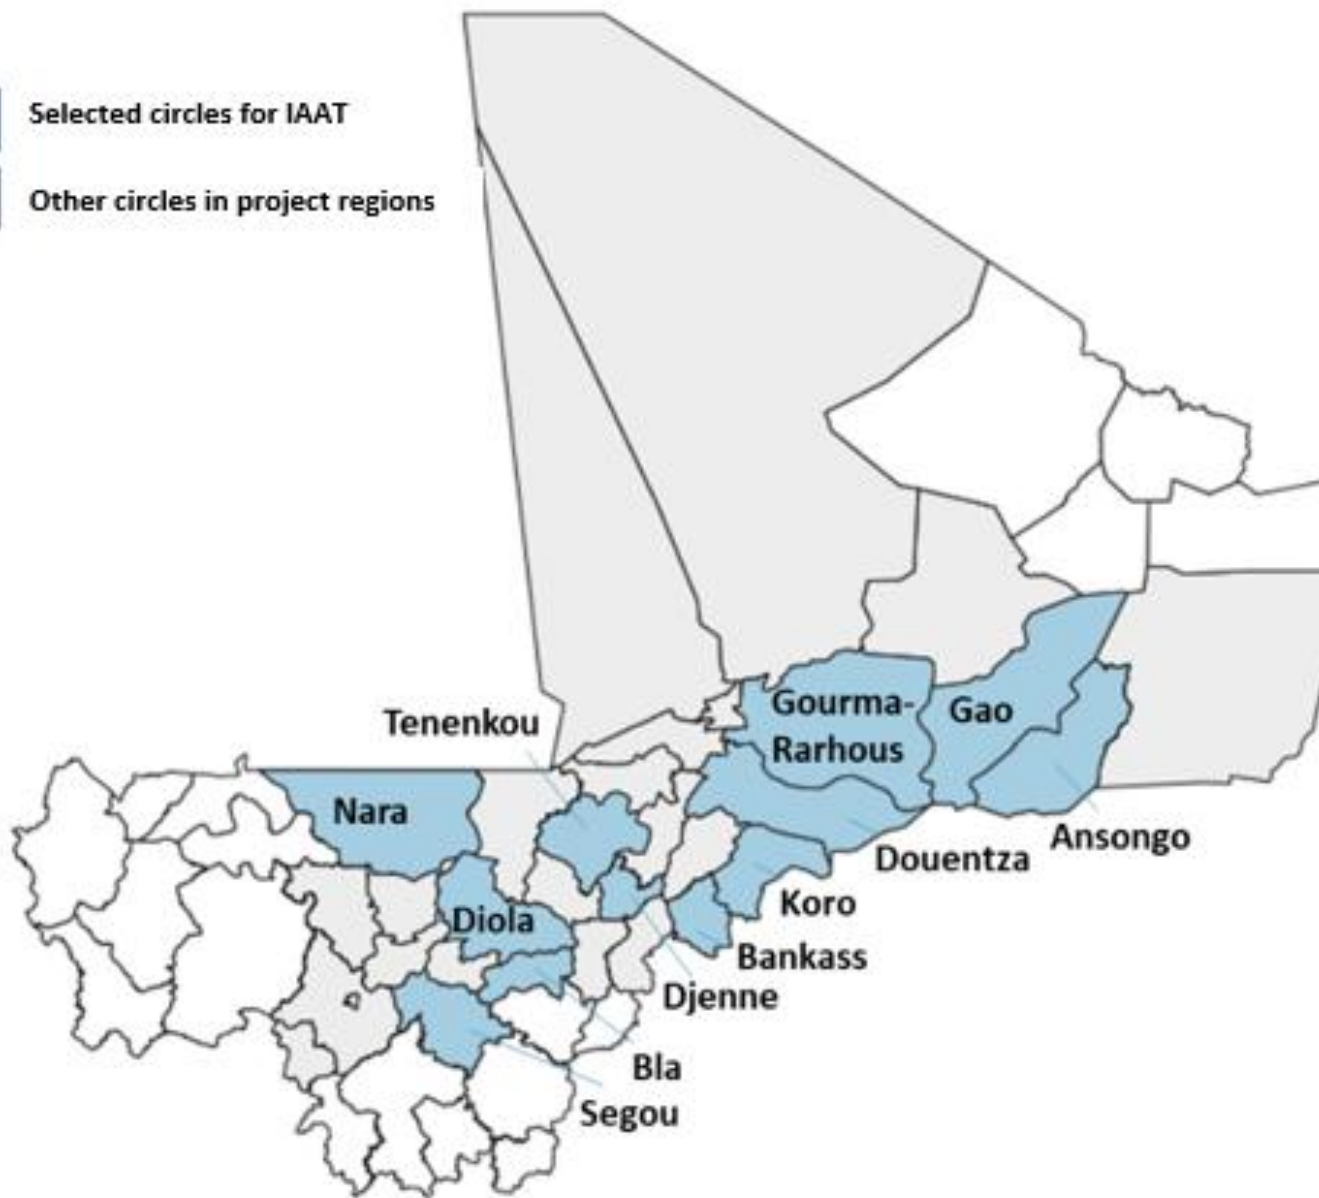 Selected circles for IAAT
Other circles in project regions
Tenenkou
Gourma-
Rarhous
Gao
Nara
Ansongo
Douentza
Koro
Diola
Bankass
Djenne
Bla
Segou